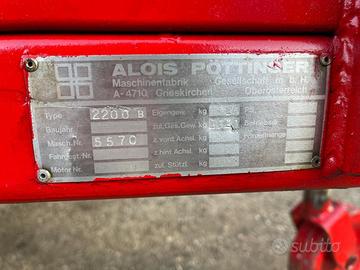 ALOIS PÖTTINGER
Maschinenfabrik Gesellschaft m. b. H.
A-4710 Grieskirchen Oberösterreich
Type 2200 B Eigengew. kg
Baujahr zul.Ges.Gew. kg
Masch.Nr. 5570 z. vord. Achsl. kg
Fahrgest.Nr. z. hint. Achsl. kg
Motor Nr. zul. Stützl. kg
subito